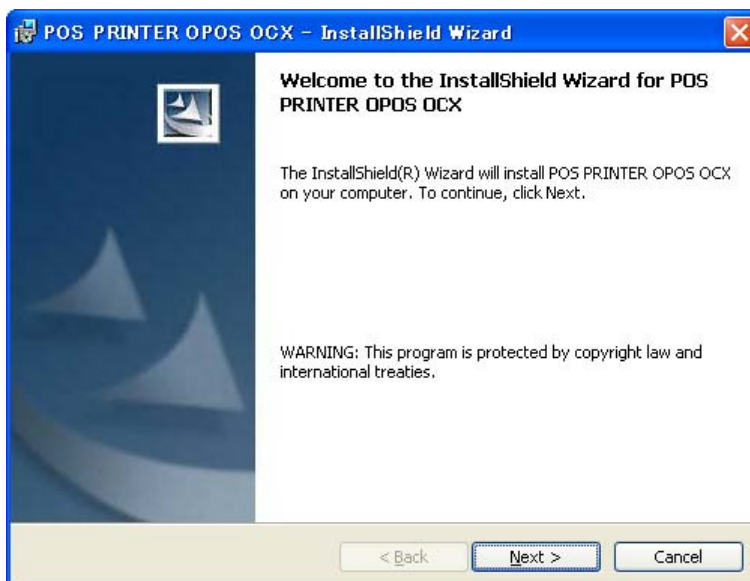 POS PRINTER OPOS OCX - InstallShield Wizard
Welcome to the InstallShield Wizard for POS
PRINTER OPOS OCX
The InstallShield(R) Wizard will install POS PRINTER OPOS OCX
on your computer. To continue, click Next.
WARNING: This program is protected by copyright law and
international treaties.
< Back
Next >
Cancel